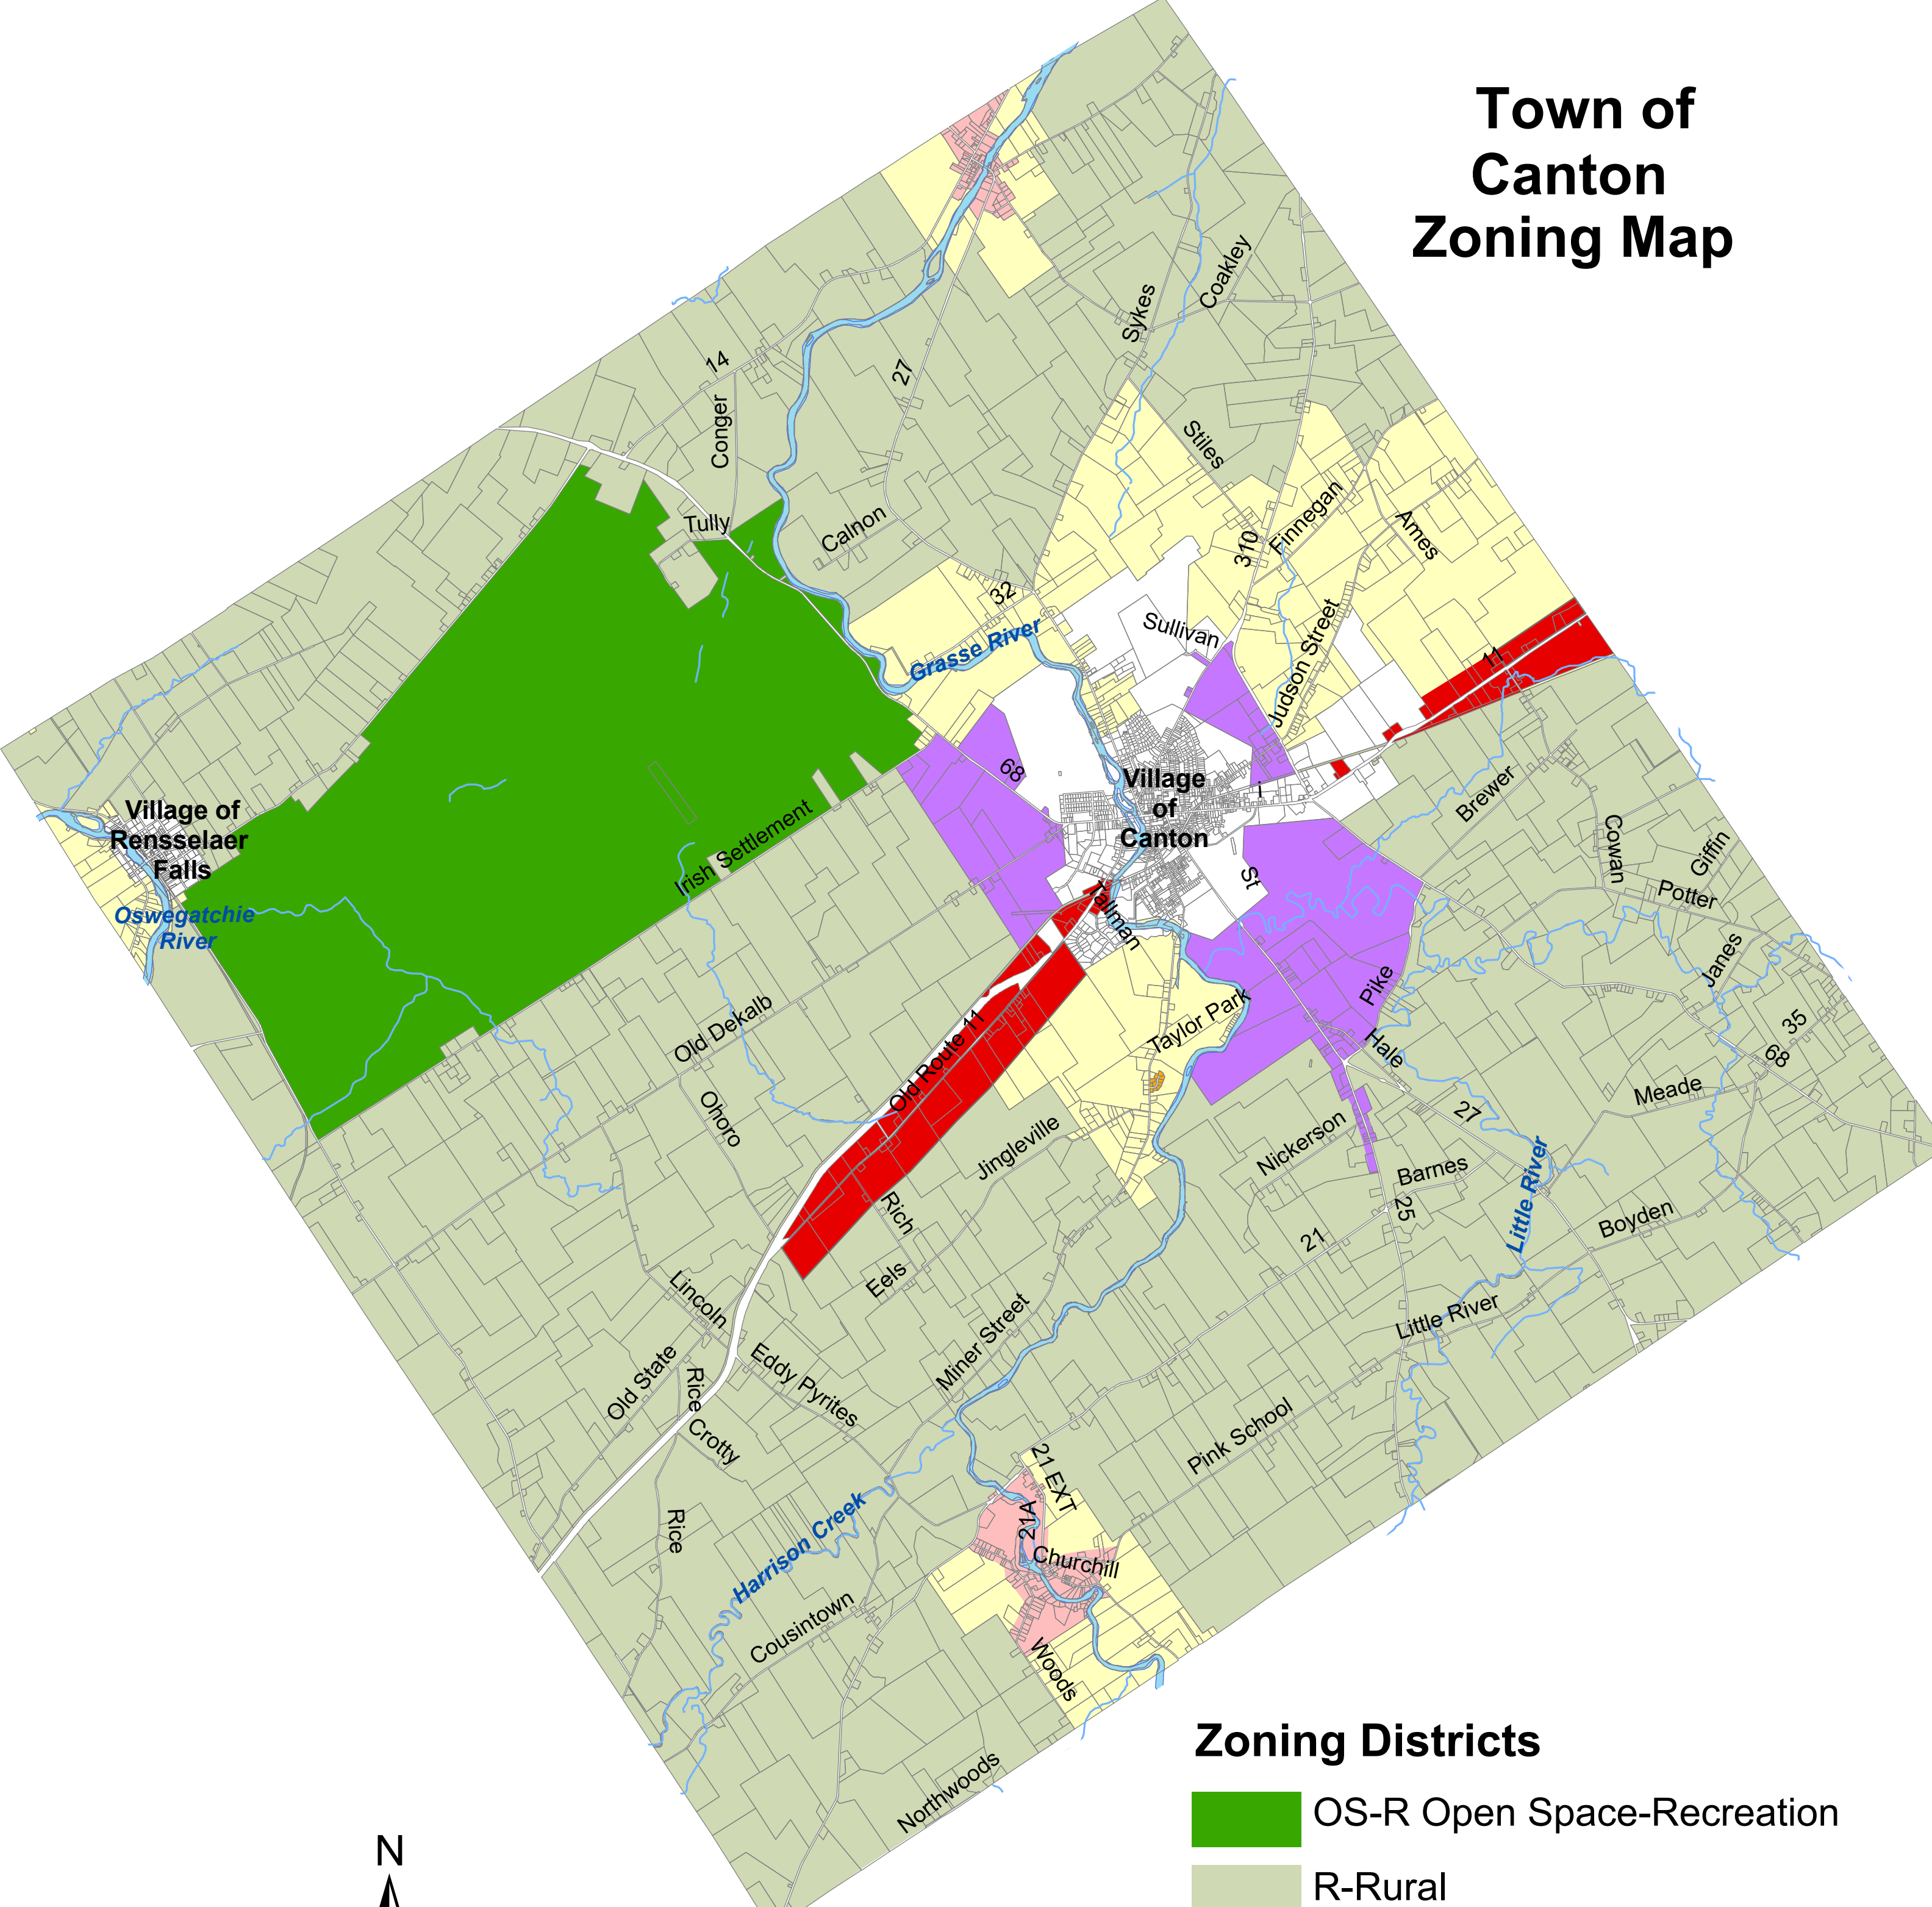 Town of
Canton
Zoning Map
Coakley
Sykes
14
27
Conger
Stiles
Tully
Calnon
Finnegan
310
Ames
32
Grasse River
Sullivan
Judson Street
11
68
Village
of
Canton
Village of
Rensselaer
Falls
Irish Settlement
Brewer
Cowan
Giffin
Potter
St
Tallman
Oswegatchie
River
Janes
Pike
Taylor Park
Old Dekalb
Old Route 11
Hale
35
68
Meade
Ohoro
Jingleville
Nickerson
27
Barnes
Little River
25
Rich
21
Boyden
Eels
Lincoln
Little River
Miner Street
Eddy Pyrites
Old State
Rice
Crotty
Pink School
21 EXT
21A
Rice
Harrison Creek
Churchill
Cousintown
Woods
Northwoods
Zoning Districts
OS-R Open Space-Recreation
R-Rural
N